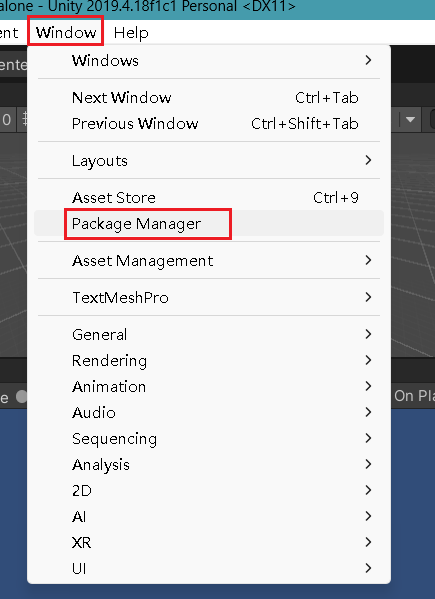 alone - Unity 2019.4.18f1c1 Personal <DX11>
ent Window Help
ente
Windows
Next Window Ctrl+Tab
Previous Window Ctrl+Shift+Tab
0
Layouts
Asset Store Ctrl+9
Package Manager
Asset Management
TextMeshPro
General
Rendering
Animation
e On Pla
Audio
Sequencing
Analysis
2D
AI
XR
UI